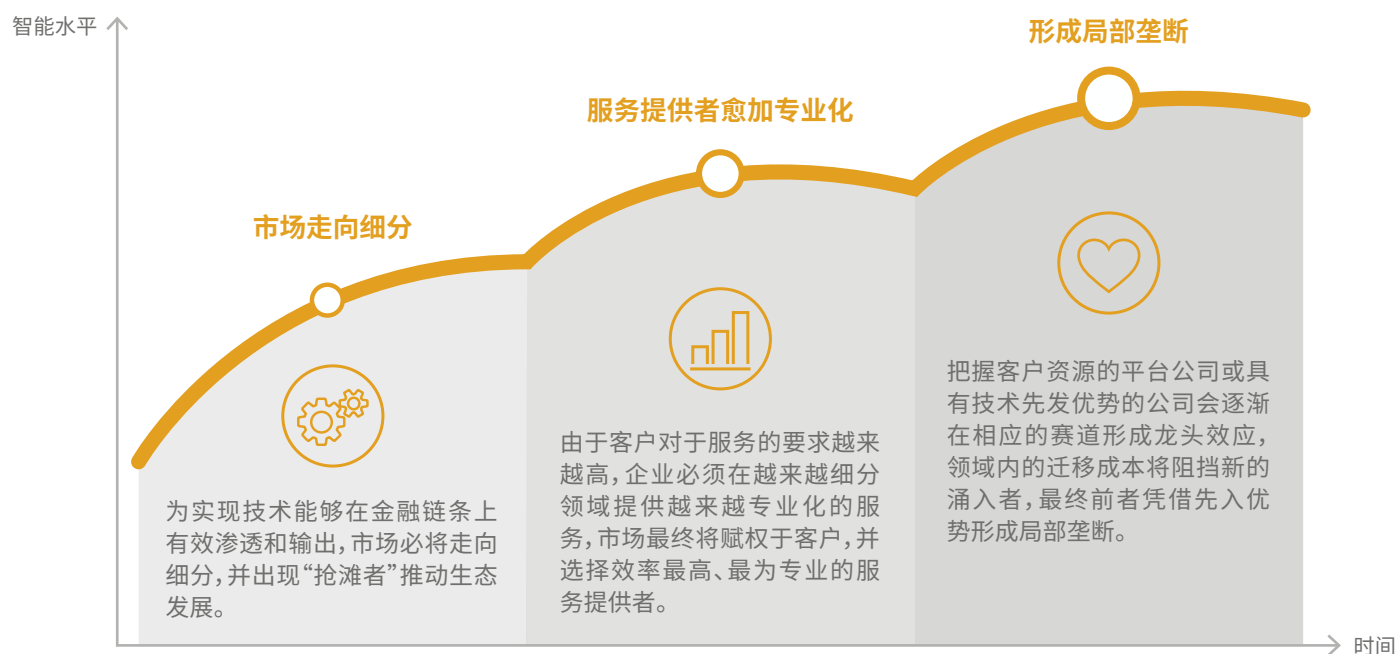 智能水平
形成局部垄断
服务提供者愈加专业化
市场走向细分
为实现技术能够在金融链条上
有效渗透和输出，市场必将走向
细分，并出现“抢滩者”推动生态
发展。
由于客户对于服务的要求越来
越高，企业必须在越来越细分
领域提供越来越专业化的服
务，市场最终将赋权于客户，并
选择效率最高、最为专业的服
务提供者。
把握客户资源的平台公司或具
有技术先发优势的公司会逐渐
在相应的赛道形成龙头效应，
领域内的迁移成本将阻挡新的
涌入者，最终前者凭借先入优
势形成局部垄断。
时间